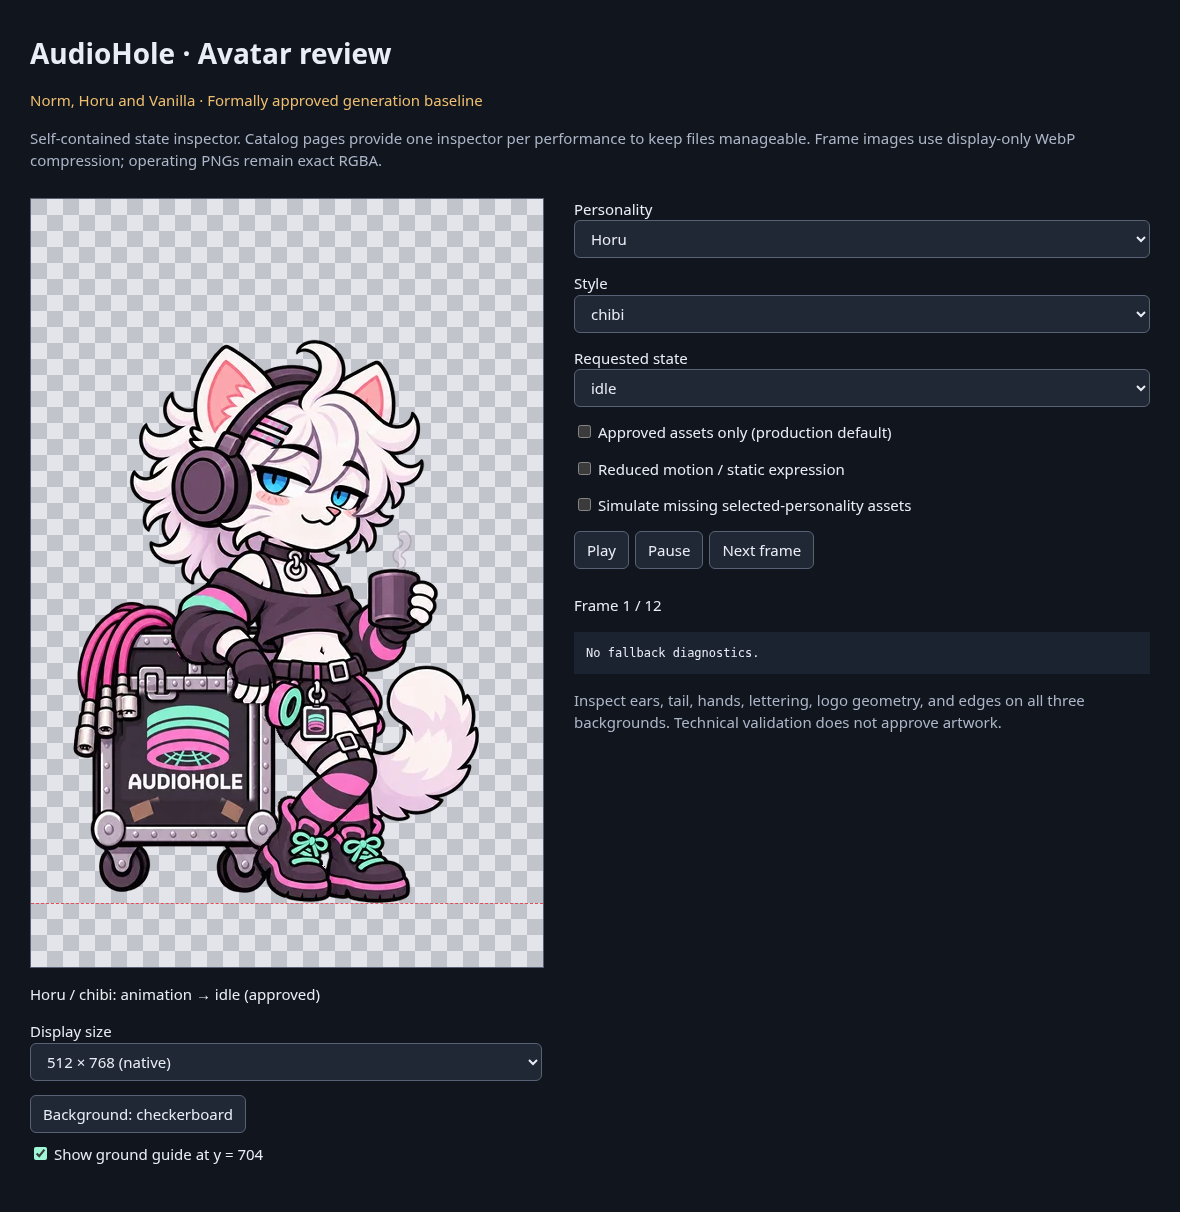 AudioHole · Avatar review
Norm, Horu and Vanilla · Formally approved generation baseline
Self-contained state inspector. Catalog pages provide one inspector per performance to keep files manageable. Frame images use display-only WebP
compression; operating PNGs remain exact RGBA.
AUDIOHOLE
Horu / chibi: animation → idle (approved)
Display size
512 × 768 (native)
Background: checkerboard
Show ground guide at y = 704
Personality
Horu
Style
chibi
Requested state
idle
Approved assets only (production default)
Reduced motion / static expression
Simulate missing selected-personality assets
Play Pause Next frame
Frame 1 / 12
No fallback diagnostics.
Inspect ears, tail, hands, lettering, logo geometry, and edges on all three
backgrounds. Technical validation does not approve artwork.